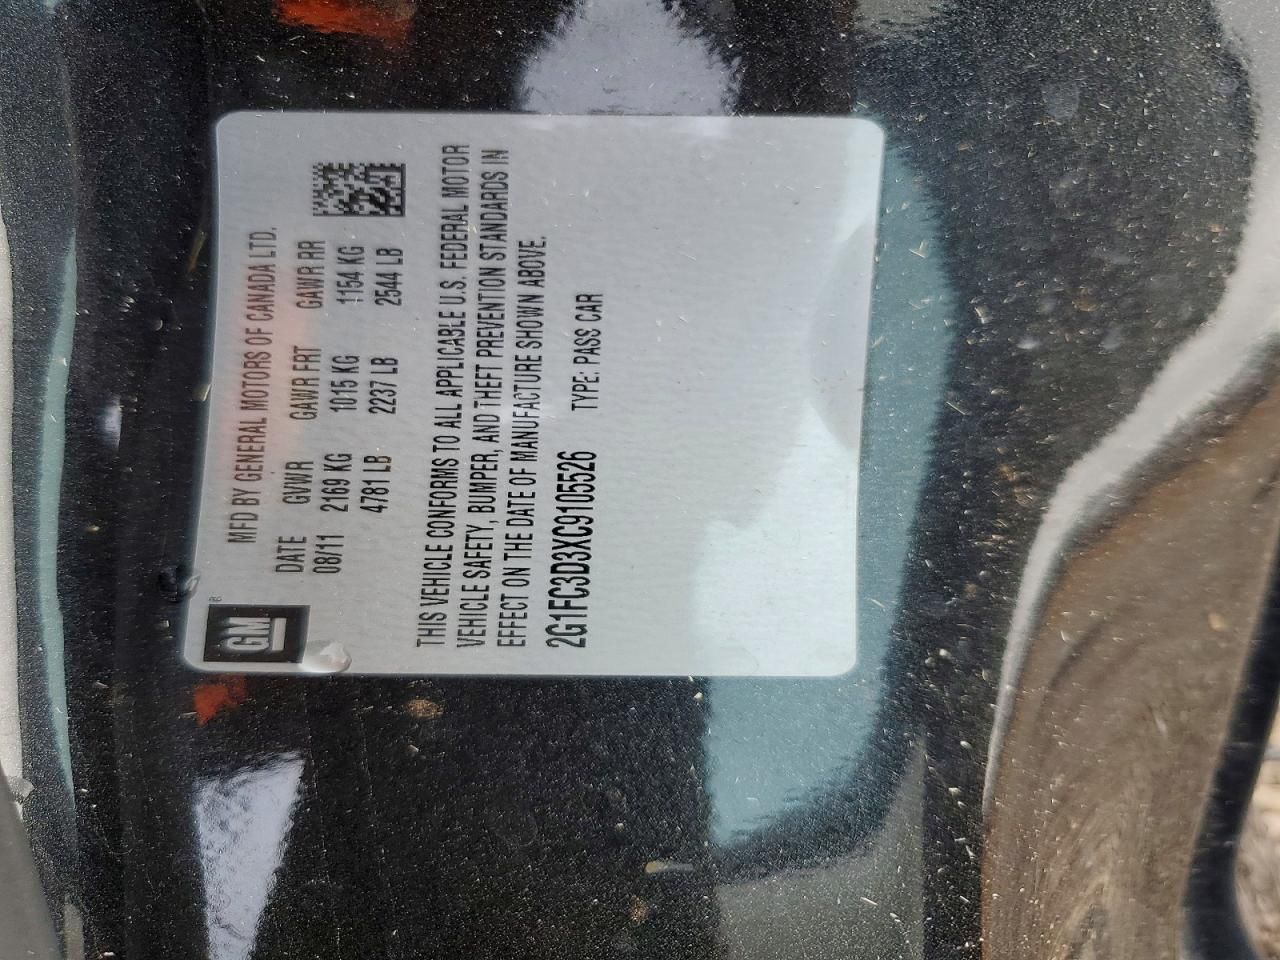 GM ®
MFD BY GENERAL MOTORS OF CANADA LTD.
DATE GVWR GAWR FRT GAWR RR
08/11 2169 KG 1015 KG 1154 KG
4781 LB 2237 LB 2544 LB
THIS VEHICLE CONFORMS TO ALL APPLICABLE U.S. FEDERAL MOTOR
VEHICLE SAFETY, BUMPER, AND THEFT PREVENTION STANDARDS IN
EFFECT ON THE DATE OF MANUFACTURE SHOWN ABOVE.
2G1FC3D3XC9105526 TYPE: PASS CAR